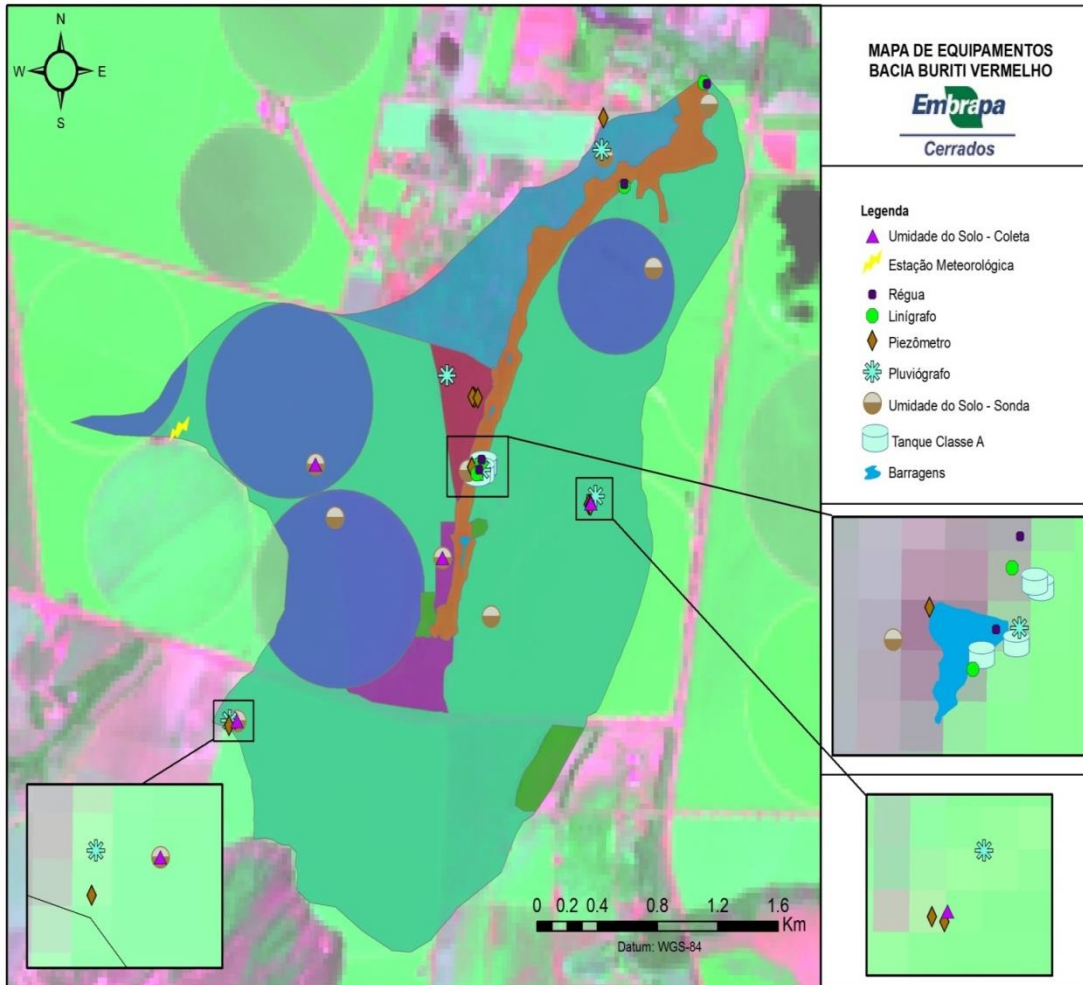 N
W E
S
MAPA DE EQUIPAMENTOS
BACIA BURITI VERMELHO
Embrapa
Cerrados
Legenda
Umidade do Solo - Coleta
Estação Meteorológica
Régua
Linígrafo
Piezômetro
Pluviógrafo
Umidade do Solo - Sonda
Tanque Classe A
Barragens
0 0.2 0.4 0.8 1.2 1.6
Km
Datum: WGS-84